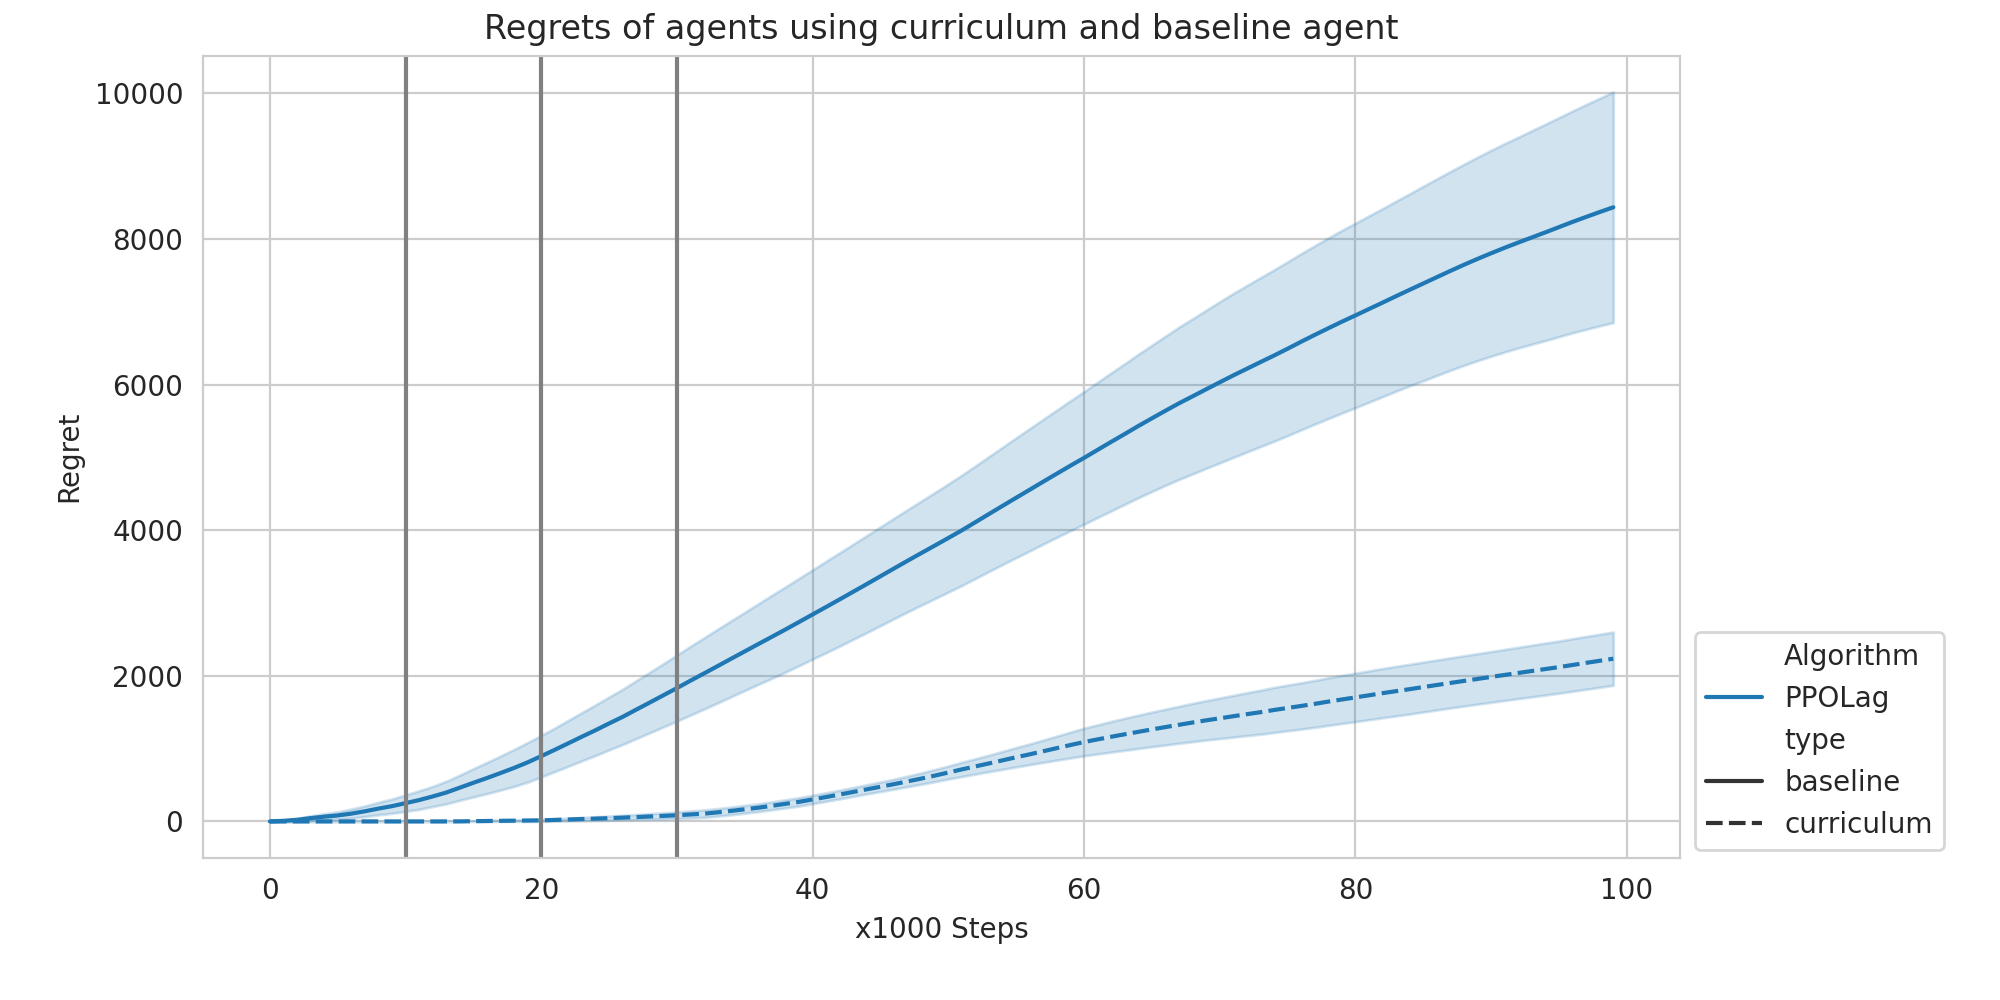 Regrets of agents using curriculum and baseline agent
10000
8000
6000
4000
2000
0
Regret
0 20 40 60 80 100
x1000 Steps
Algorithm
PPOLag
type
baseline
curriculum